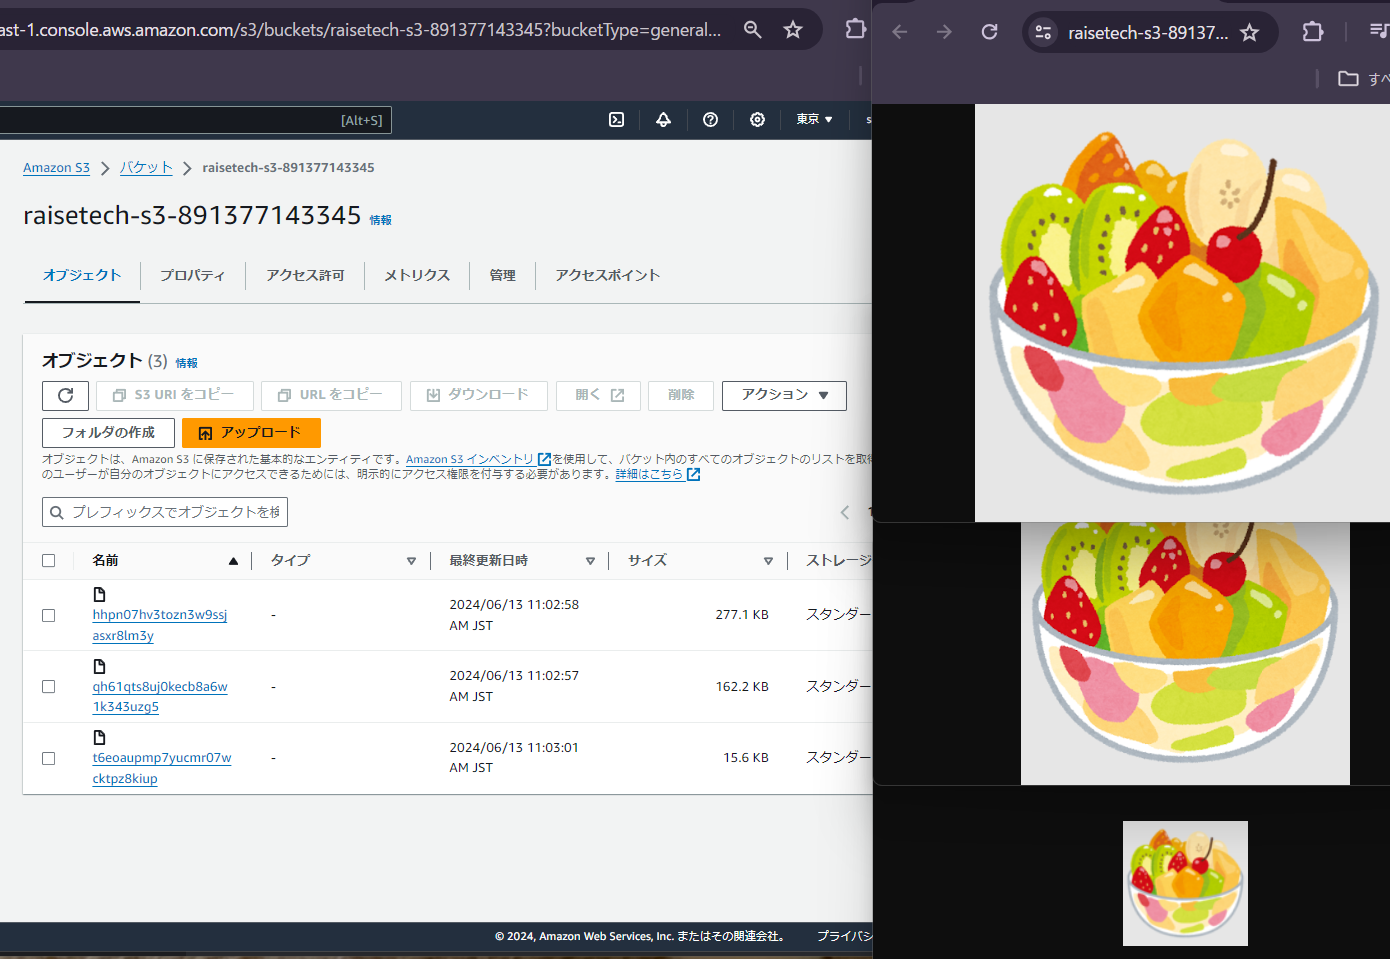 ast-1.console.aws.amazon.com/s3/buckets/raisetech-s3-891377143345?bucketType=general...
raisetech-s3-89137...
すべ
[Alt+S]
東京 ▼
Amazon S3 > バケット > raisetech-s3-891377143345
raisetech-s3-891377143345 情報
オブジェクト
プロパティ
アクセス許可
メトリクス
管理
アクセスポイント
オブジェクト (3) 情報
S3 URI をコピー
URL をコピー
ダウンロード
開く
削除
アクション ▼
フォルダの作成
アップロード
オブジェクトは、Amazon S3 に保存された基本的なエンティティです。Amazon S3 インベントリ を使用して、バケット内のすべてのオブジェクトのリストを取得
のユーザーが自分のオブジェクトにアクセスできるためには、明示的にアクセス権限を付与する必要があります。詳細はこちら
プレフィックスでオブジェクトを検
名前
タイプ
最終更新日時
サイズ
ストレージ
hhpn07hv3tozn3w9ssj
asxr8lm3y
-
2024/06/13 11:02:58
AM JST
277.1 KB
スタンダー
qh61qts8uj0kecb8a6w
1k343uzg5
-
2024/06/13 11:02:57
AM JST
162.2 KB
スタンダー
t6eoaupmp7yucmr07w
cktpz8kiup
-
2024/06/13 11:03:01
AM JST
15.6 KB
スタンダー
© 2024, Amazon Web Services, Inc. またはその関連会社。
プライバシ